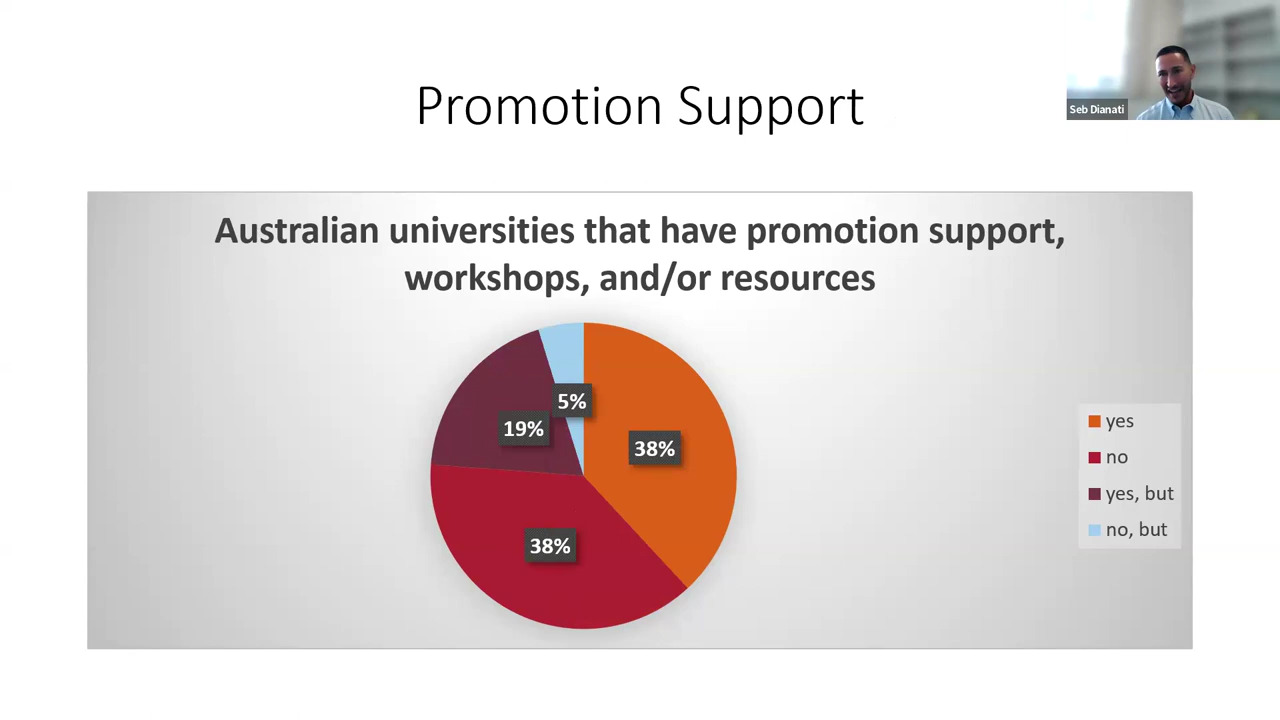 Promotion Support
Seb Dianati
Australian universities that have promotion support,
workshops, and/or resources
5%
19%
38%
38%
yes
no
yes, but
no, but